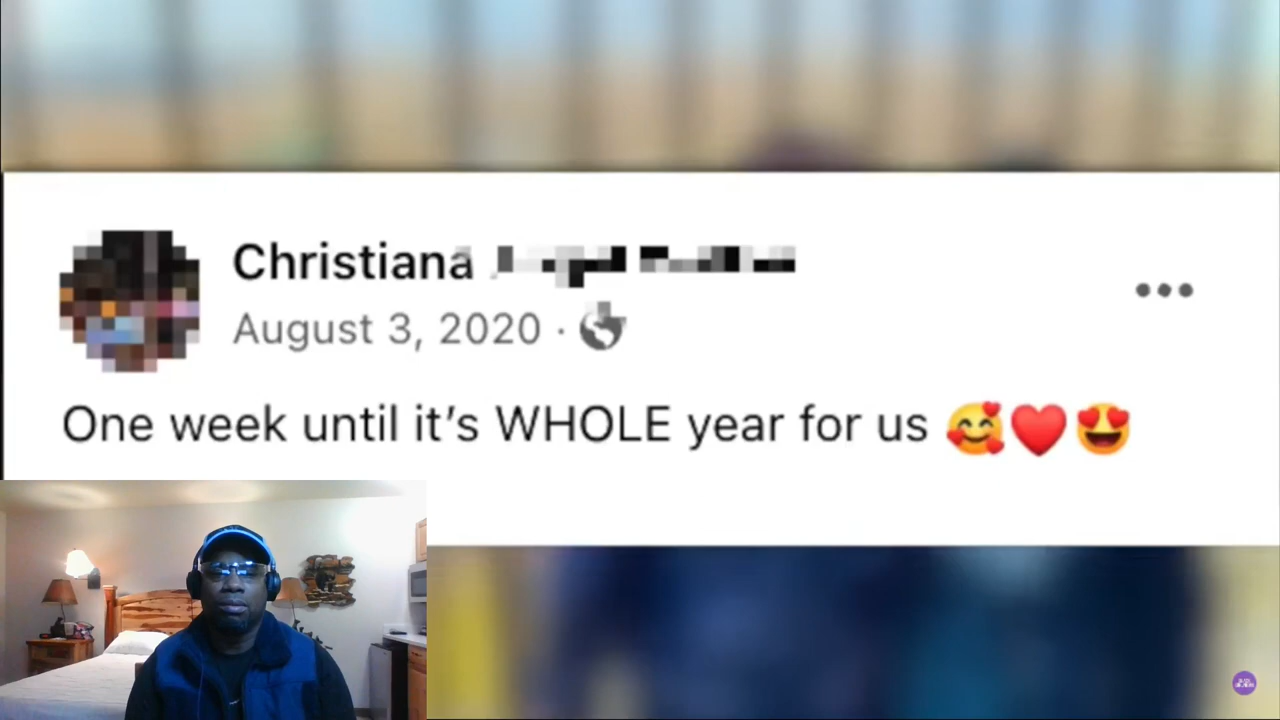 Christiana
August 3, 2020 ·
One week until it's WHOLE year for us 🥰❤️😍